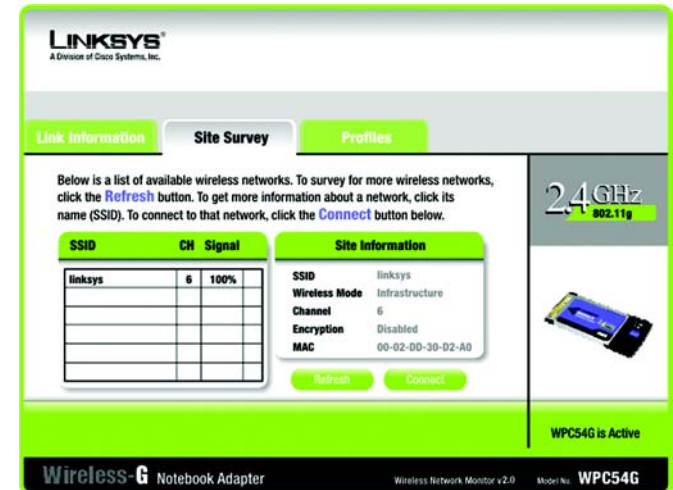 LINKSYS®
A Division of Cisco Systems, Inc.
Link Information Site Survey Profiles
Below is a list of available wireless networks. To survey for more wireless networks,
click the Refresh button. To get more information about a network, click its
name (SSID). To connect to that network, click the Connect button below.
2.4 GHz
802.11g
SSID CH Signal
linksys 6 100%
Site Information
SSID linksys
Wireless Mode Infrastructure
Channel 6
Encryption Disabled
MAC 00-02-DD-30-D2-A0
Refresh Connect
WPC54G is Active
Wireless-G Notebook Adapter Wireless Network Monitor v2.0 Model No. WPC54G